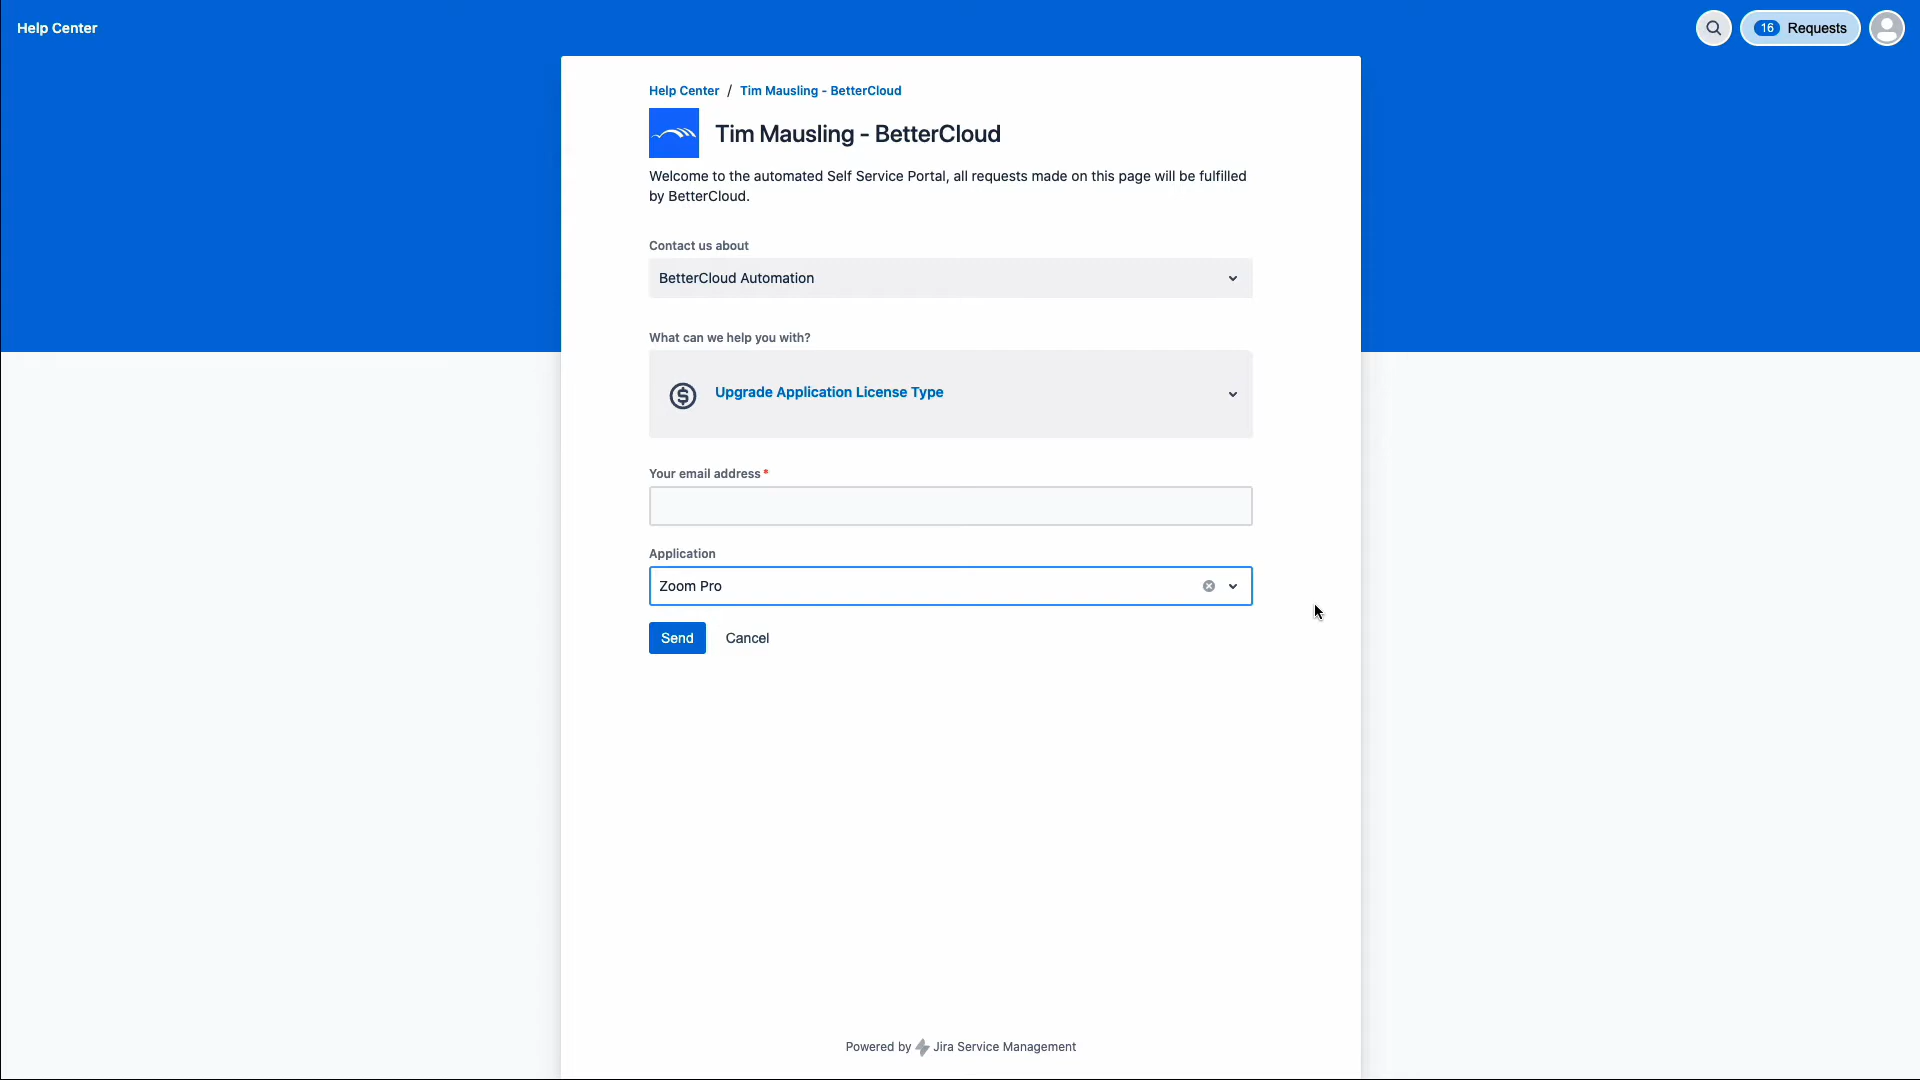 Help Center
16 Requests
Help Center / Tim Mausling - BetterCloud
Tim Mausling - BetterCloud
Welcome to the automated Self Service Portal, all requests made on this page will be fulfilled
by BetterCloud.
Contact us about
BetterCloud Automation
What can we help you with?
Upgrade Application License Type
Your email address *
Application
Zoom Pro
Send Cancel
Powered by Jira Service Management